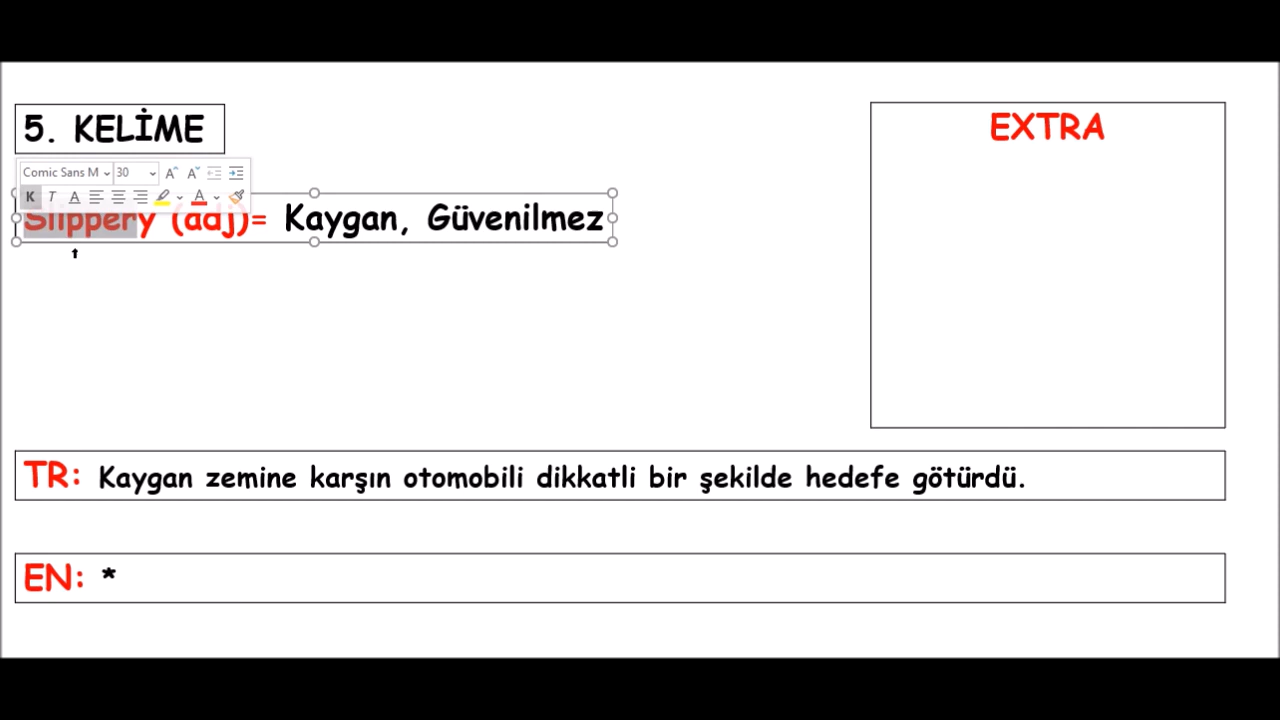 5. KELİME
EXTRA
Comic Sans M 30
K T A A
Slippery (adj)= Kaygan, Güvenilmez
TR: Kaygan zemine karşın otomobili dikkatli bir şekilde hedefe götürdü.
EN: *